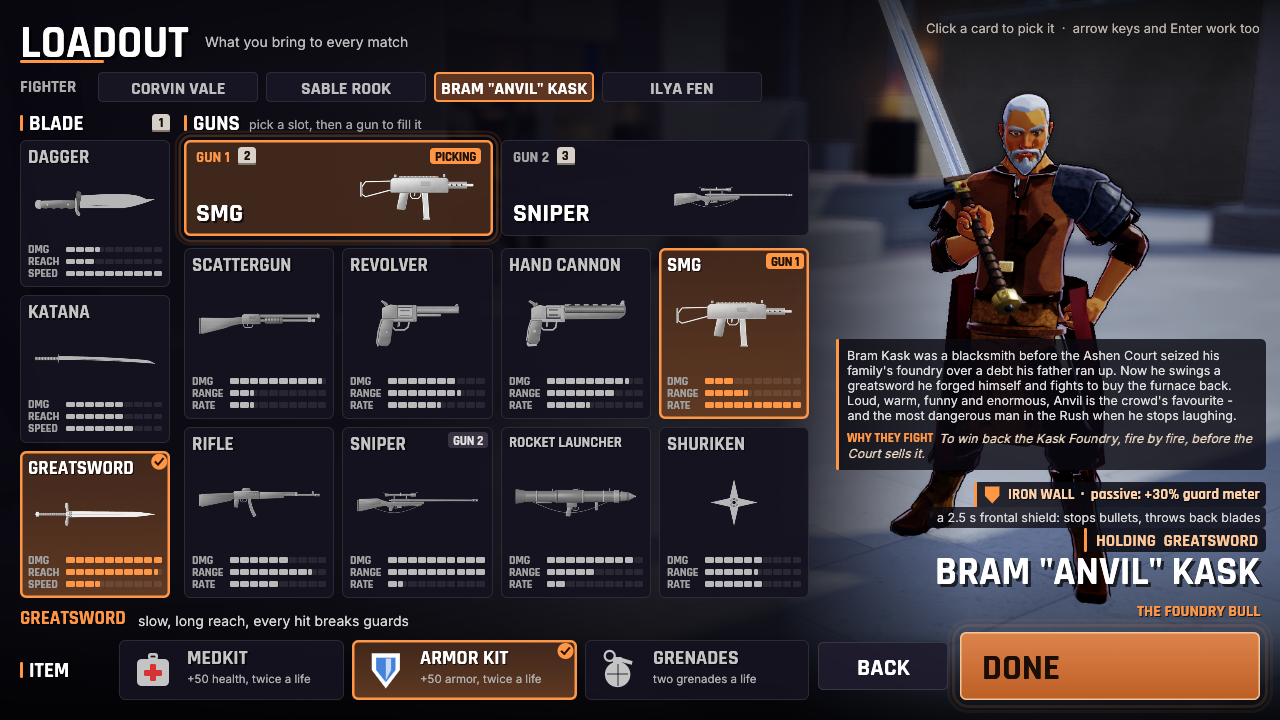 LOADOUT
What you bring to every match
Click a card to pick it · arrow keys and Enter work too
FIGHTER
CORVIN VALE
SABLE ROOK
BRAM "ANVIL" KASK
ILYA FEN
BLADE 1
GUNS pick a slot, then a gun to fill it
DAGGER
DMG
REACH
SPEED
KATANA
DMG
REACH
SPEED
GREATSWORD
DMG
REACH
SPEED
GUN 1 2 PICKING
SMG
GUN 2 3
SNIPER
SCATTERGUN
DMG
RANGE
RATE
REVOLVER
DMG
RANGE
RATE
HAND CANNON
DMG
RANGE
RATE
SMG GUN 1
DMG
RANGE
RATE
RIFLE
DMG
RANGE
RATE
SNIPER GUN 2
DMG
RANGE
RATE
ROCKET LAUNCHER
DMG
RANGE
RATE
SHURIKEN
DMG
RANGE
RATE
Bram Kask was a blacksmith before the Ashen Court seized his
family's foundry over a debt his father ran up. Now he swings a
greatsword he forged himself and fights to buy the furnace back.
Loud, warm, funny and enormous, Anvil is the crowd's favourite -
and the most dangerous man in the Rush when he stops laughing.
WHY THEY FIGHT To win back the Kask Foundry, fire by fire, before the
Court sells it.
IRON WALL · passive: +30% guard meter
a 2.5 s frontal shield: stops bullets, throws back blades
HOLDING GREATSWORD
BRAM "ANVIL" KASK
THE FOUNDRY BULL
GREATSWORD slow, long reach, every hit breaks guards
ITEM
MEDKIT
+50 health, twice a life
ARMOR KIT
+50 armor, twice a life
GRENADES
two grenades a life
BACK
DONE